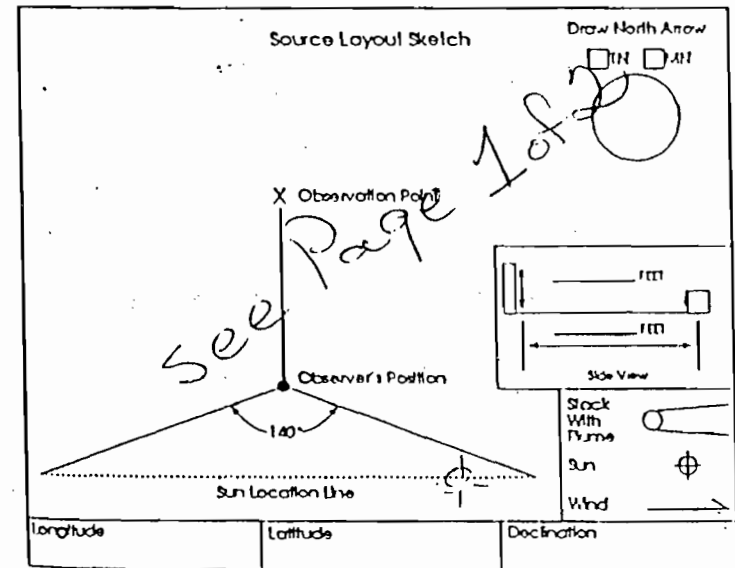 Source Layout Sketch
Draw North Arrow
TN MN
X Observation Point
See Page 1 of 2
FEET
FEET
Side View
Observer's Position
140°
Sun Location Line
Stack
With
Plume
Sun
Wind
Longitude
Latitude
Declination